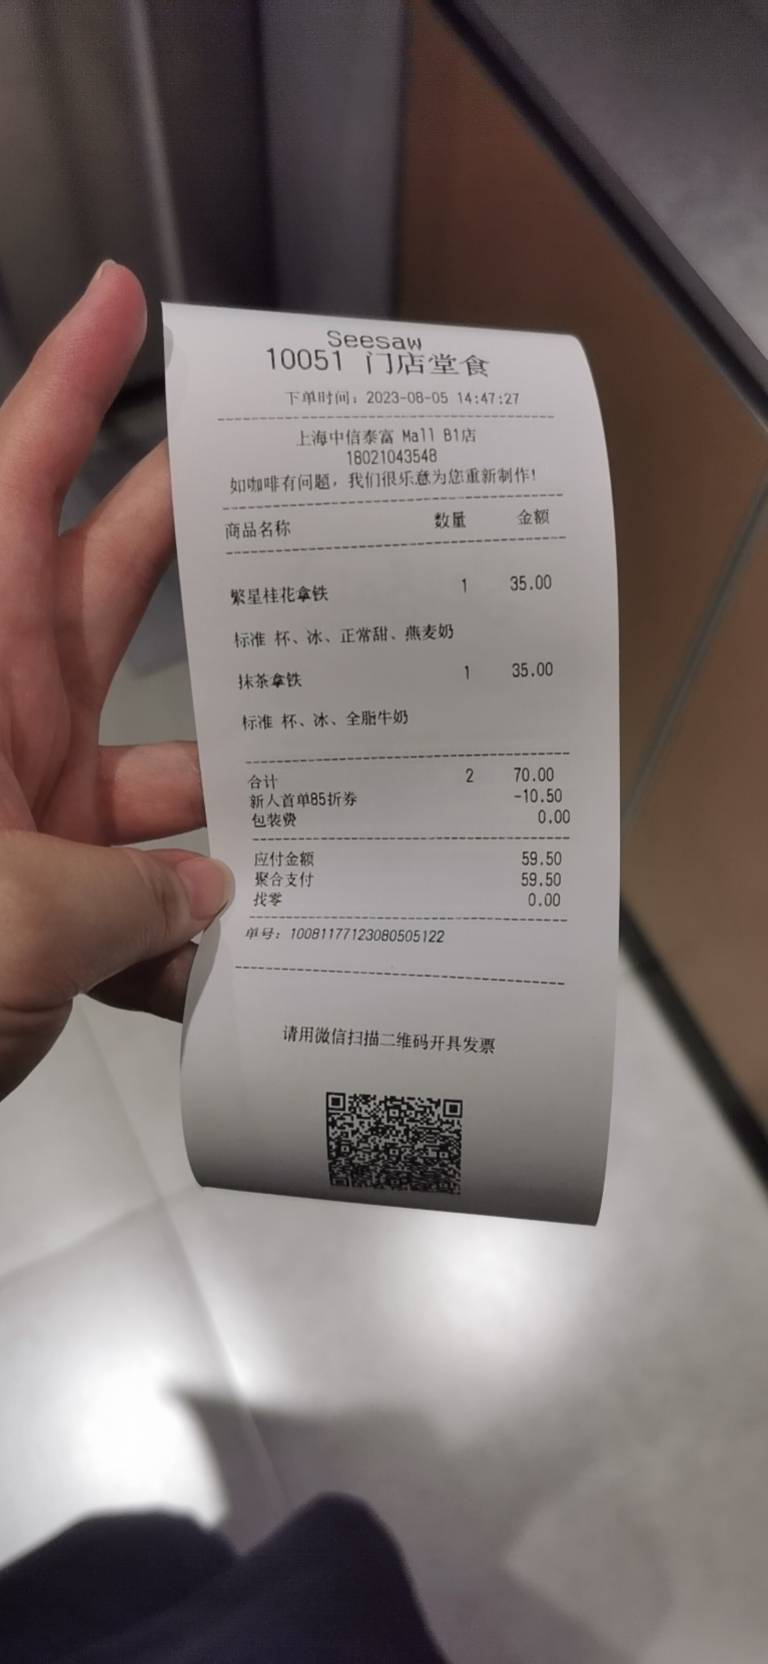 Seesaw
10051 门店堂食
下单时间：2023-08-05 14:47:27
上海中信泰富 Mall B1店
18021043548
如咖啡有问题，我们很乐意为您重新制作!
商品名称 数量 金额
繁星桂花拿铁 1 35.00
标准 杯、冰、正常甜、燕麦奶
抹茶拿铁 1 35.00
标准 杯、冰、全脂牛奶
合计 2 70.00
新人首单85折券 -10.50
包装费 0.00
应付金额 59.50
聚合支付 59.50
找零 0.00
单号：10081177123080505122
请用微信扫描二维码开具发票